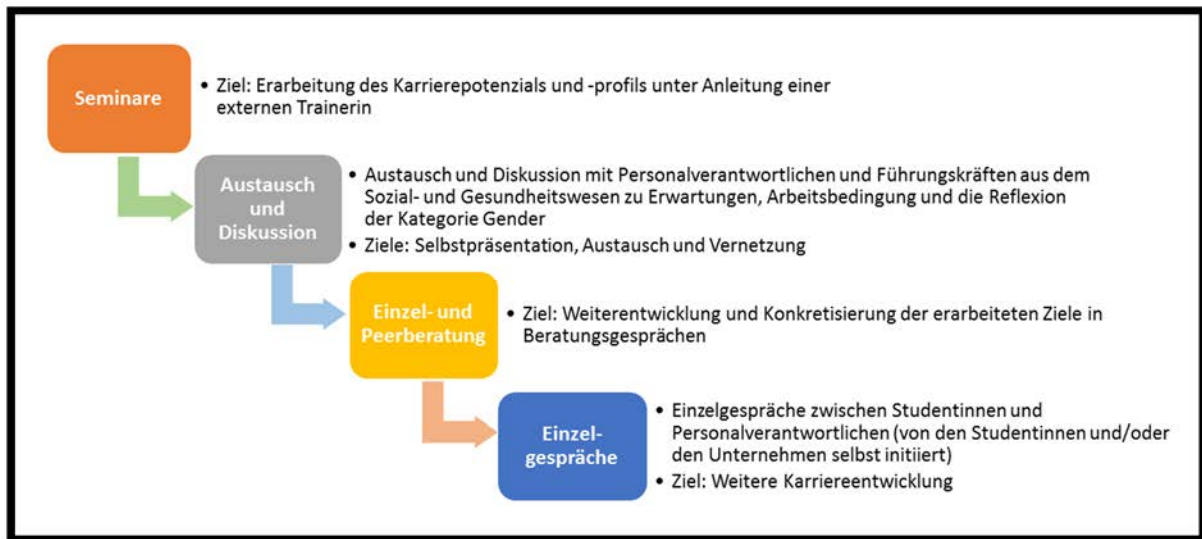 Seminare
• Ziel: Erarbeitung des Karrierepotenzials und -profils unter Anleitung einer
externen Trainerin
Austausch
und
Diskussion
• Austausch und Diskussion mit Personalverantwortlichen und Führungskräften aus dem
Sozial- und Gesundheitswesen zu Erwartungen, Arbeitsbedingung und die Reflexion
der Kategorie Gender
• Ziele: Selbstpräsentation, Austausch und Vernetzung
Einzel- und
Peerberatung
• Ziel: Weiterentwicklung und Konkretisierung der erarbeiteten Ziele in
Beratungsgesprächen
Einzel-
gespräche
• Einzelgespräche zwischen Studentinnen und
Personalverantwortlichen (von den Studentinnen und/oder
den Unternehmen selbst initiiert)
• Ziel: Weitere Karriereentwicklung